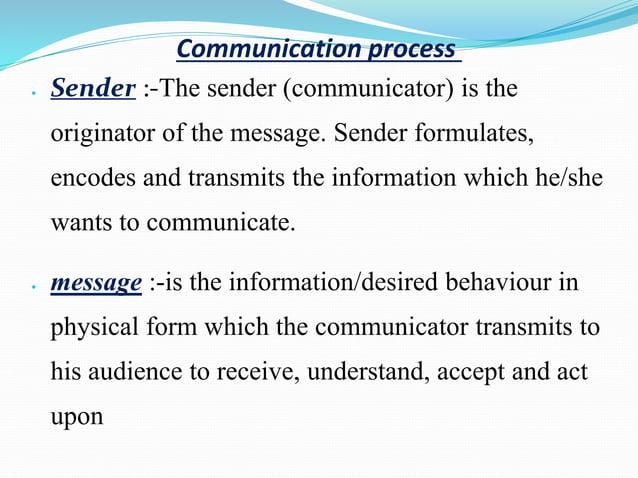 Communication process
• Sender :-The sender (communicator) is the
originator of the message. Sender formulates,
encodes and transmits the information which he/she
wants to communicate.
• message :-is the information/desired behaviour in
physical form which the communicator transmits to
his audience to receive, understand, accept and act
upon